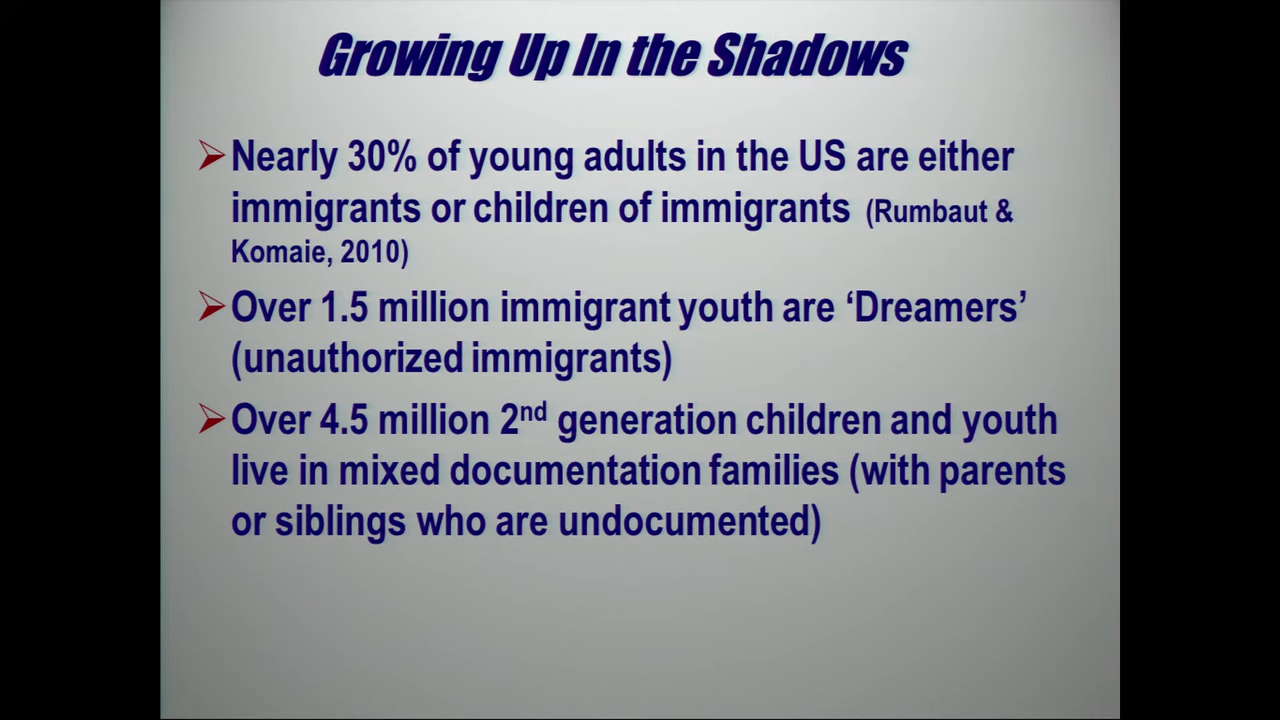 Growing Up In the Shadows
Nearly 30% of young adults in the US are either
immigrants or children of immigrants (Rumbaut &
Komaie, 2010)
Over 1.5 million immigrant youth are ‘Dreamers’
(unauthorized immigrants)
Over 4.5 million 2nd generation children and youth
live in mixed documentation families (with parents
or siblings who are undocumented)